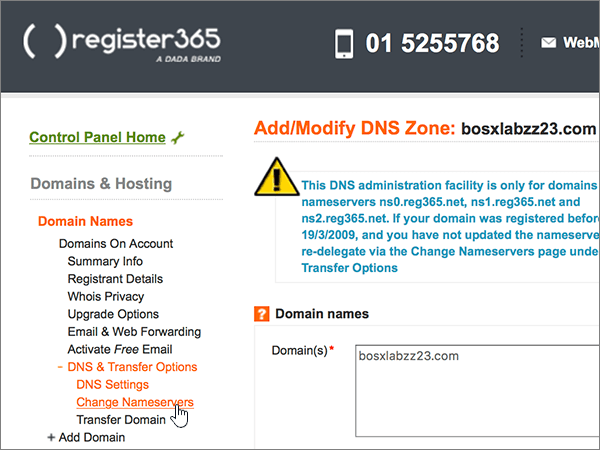 register365
A DADA BRAND
01 5255768
Control Panel Home
Add/Modify DNS Zone: bosxlabzz23.com
Domains & Hosting
This DNS administration facility is only for domains
nameservers ns0.reg365.net, ns1.reg365.net and
ns2.reg365.net. If your domain was registered before
19/3/2009, and you have not updated the nameserve
re-delegate via the Change Nameservers page unde
Transfer Options
Domain Names
Domains On Account
Summary Info
Registrant Details
Whois Privacy
Upgrade Options
Email & Web Forwarding
Activate Free Email
– DNS & Transfer Options
DNS Settings
Change Nameservers
Transfer Domain
+ Add Domain
? Domain names
Domain(s) *
bosxlabzz23.com